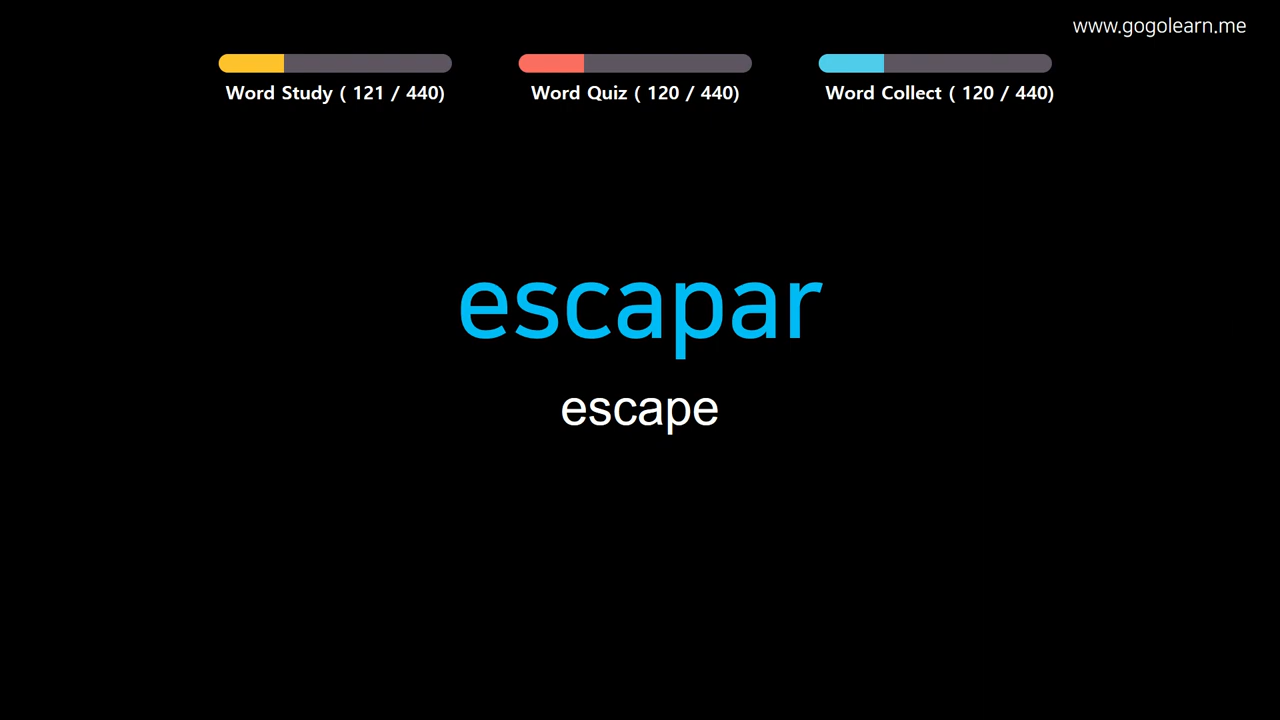 www.gogolearn.me
Word Study ( 121 / 440)
Word Quiz ( 120 / 440)
Word Collect ( 120 / 440)
escapar
escape